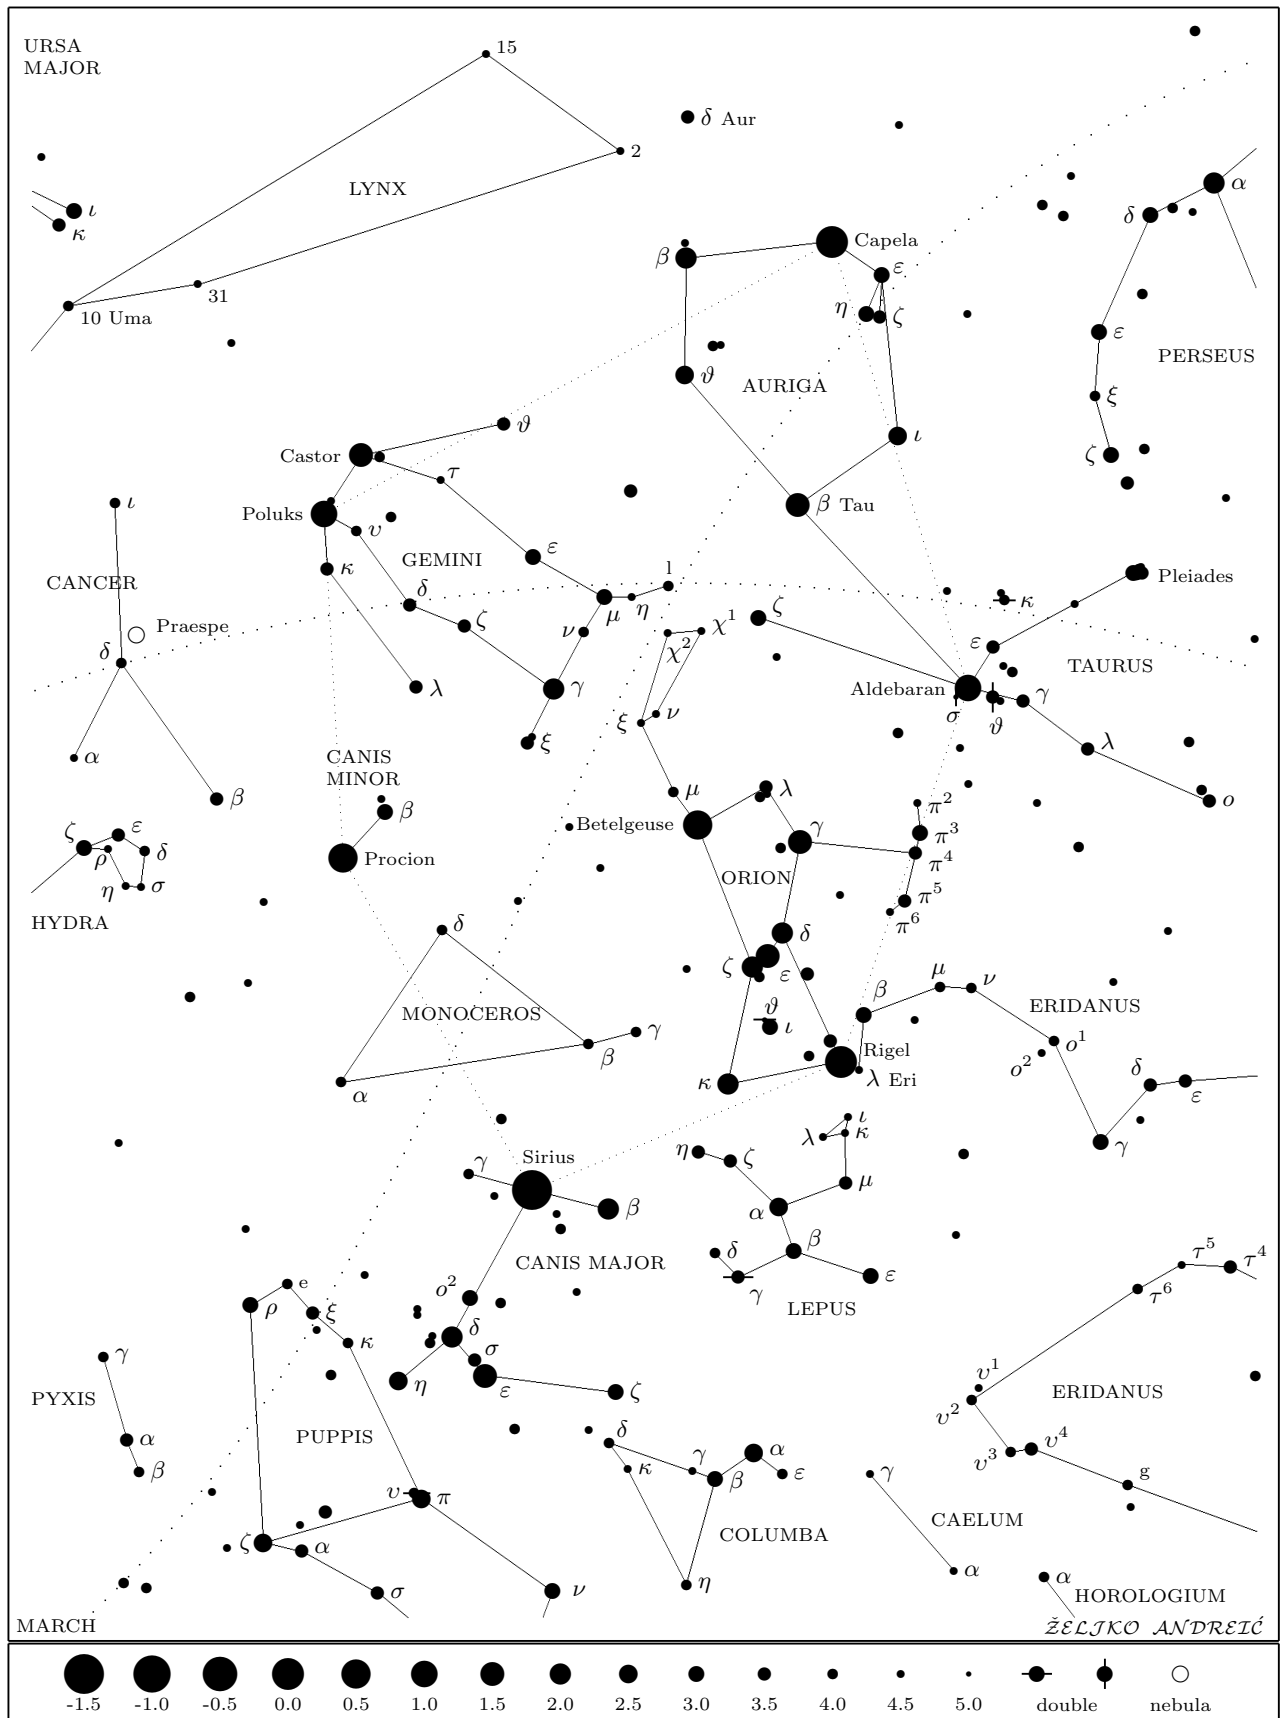 URSA
MAJOR
15
δ Aur
2
LYNX
α
ι
δ
κ
Capela
β
ε
31
η
ζ
10 Uma
ε
PERSEUS
ϑ
AURIGA
ξ
ϑ
ι
Castor
τ
ζ
ι
Poluks
υ
β Tau
ε
GEMINI
κ
l
Pleiades
CANCER
δ
μ
η
κ
Praespe
ζ
ν
χ¹
ζ
δ
χ²
ε
TAURUS
λ
γ
Aldebaran
γ
ξ
ν
σ
ϑ
ξ
λ
α
CANIS
MINOR
μ
λ
β
β
π²
ο
Betelgeuse
γ
ζ
ε
π³
ρ
δ
Procion
π⁴
η
σ
ORION
π⁵
HYDRA
δ
π⁶
δ
ζ
ε
μ
ν
β
MONOCEROS
ϑ
ι
ERIDANUS
γ
β
ο¹
Rigel
ο²
κ
λ Eri
δ
α
ε
ι
λ
κ
γ
Sirius
γ
η
ζ
μ
β
α
β
δ
CANIS MAJOR
τ⁵
τ⁴
ε
e
ο²
γ
LEPUS
τ⁶
ρ
ξ
δ
κ
σ
γ
η
ε
ζ
υ¹
PYXIS
ERIDANUS
υ²
PUPPIS
δ
α
α
υ⁴
β
κ
γ
β
ε
υ³
γ
g
υ
π
CAELUM
COLUMBA
ζ
α
α
σ
ν
η
α
HOROLOGIUM
MARCH
ŽELJKO ANDREIĆ
-1.5 -1.0 -0.5 0.0 0.5 1.0 1.5 2.0 2.5 3.0 3.5 4.0 4.5 5.0 double nebula